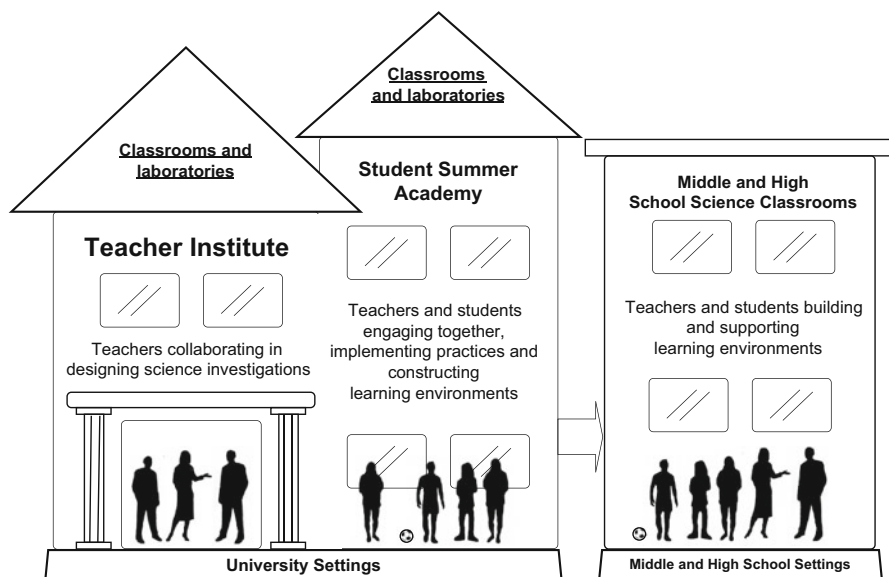 Classrooms and
laboratories
Teacher Institute
Teachers collaborating in
designing science investigations
Classrooms
and laboratories
Student Summer
Academy
Teachers and students
engaging together,
implementing practices and
constructing
learning environments
University Settings
Middle and High
School Science Classrooms
Teachers and students building
and supporting
learning environments
Middle and High School Settings